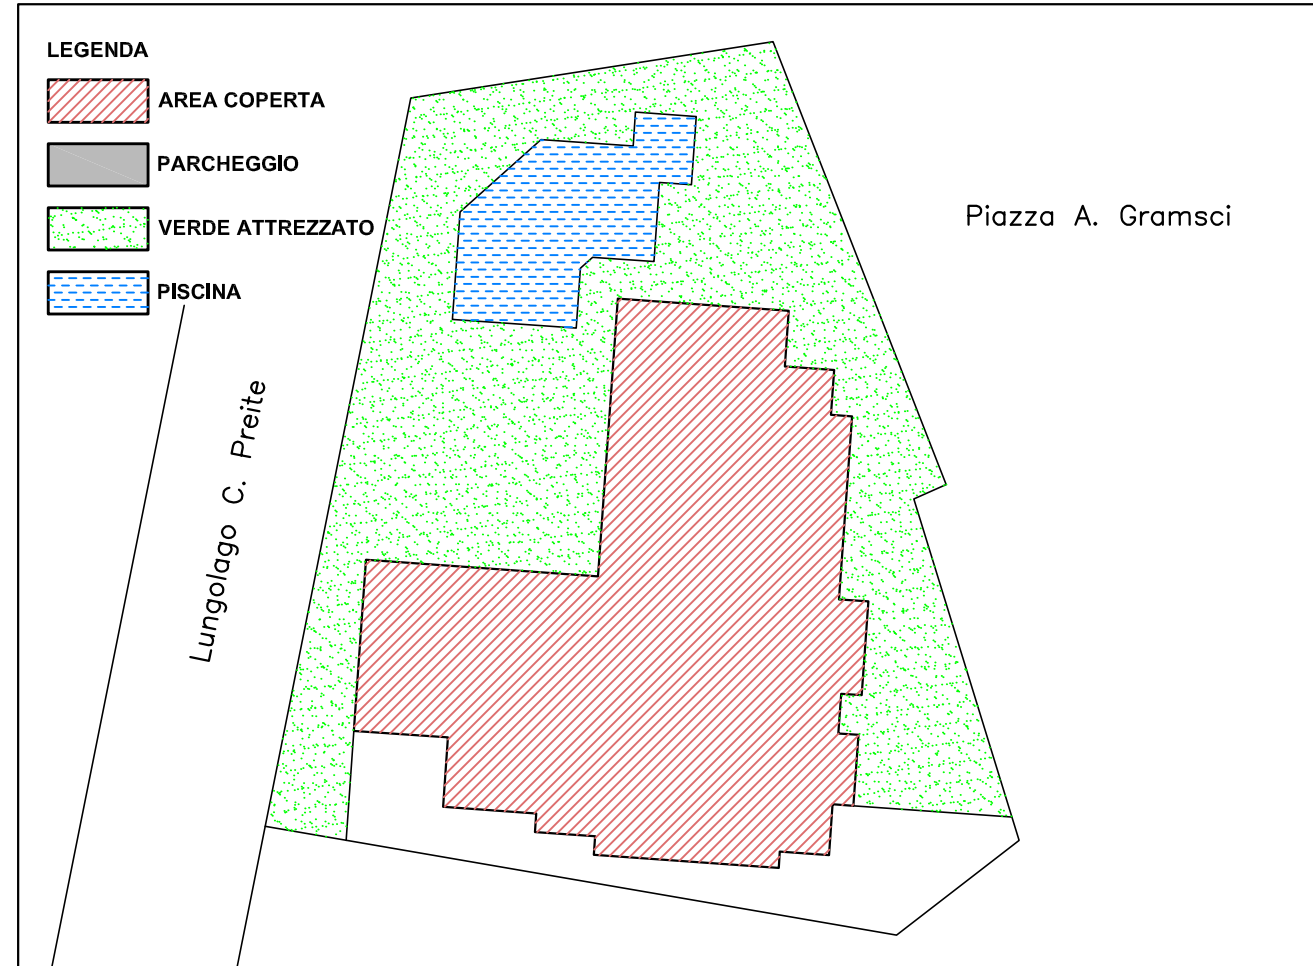 LEGENDA
AREA COPERTA
PARCHEGGIO
VERDE ATTREZZATO
PISCINA
Piazza A. Gramsci
Lungolago C. Preite